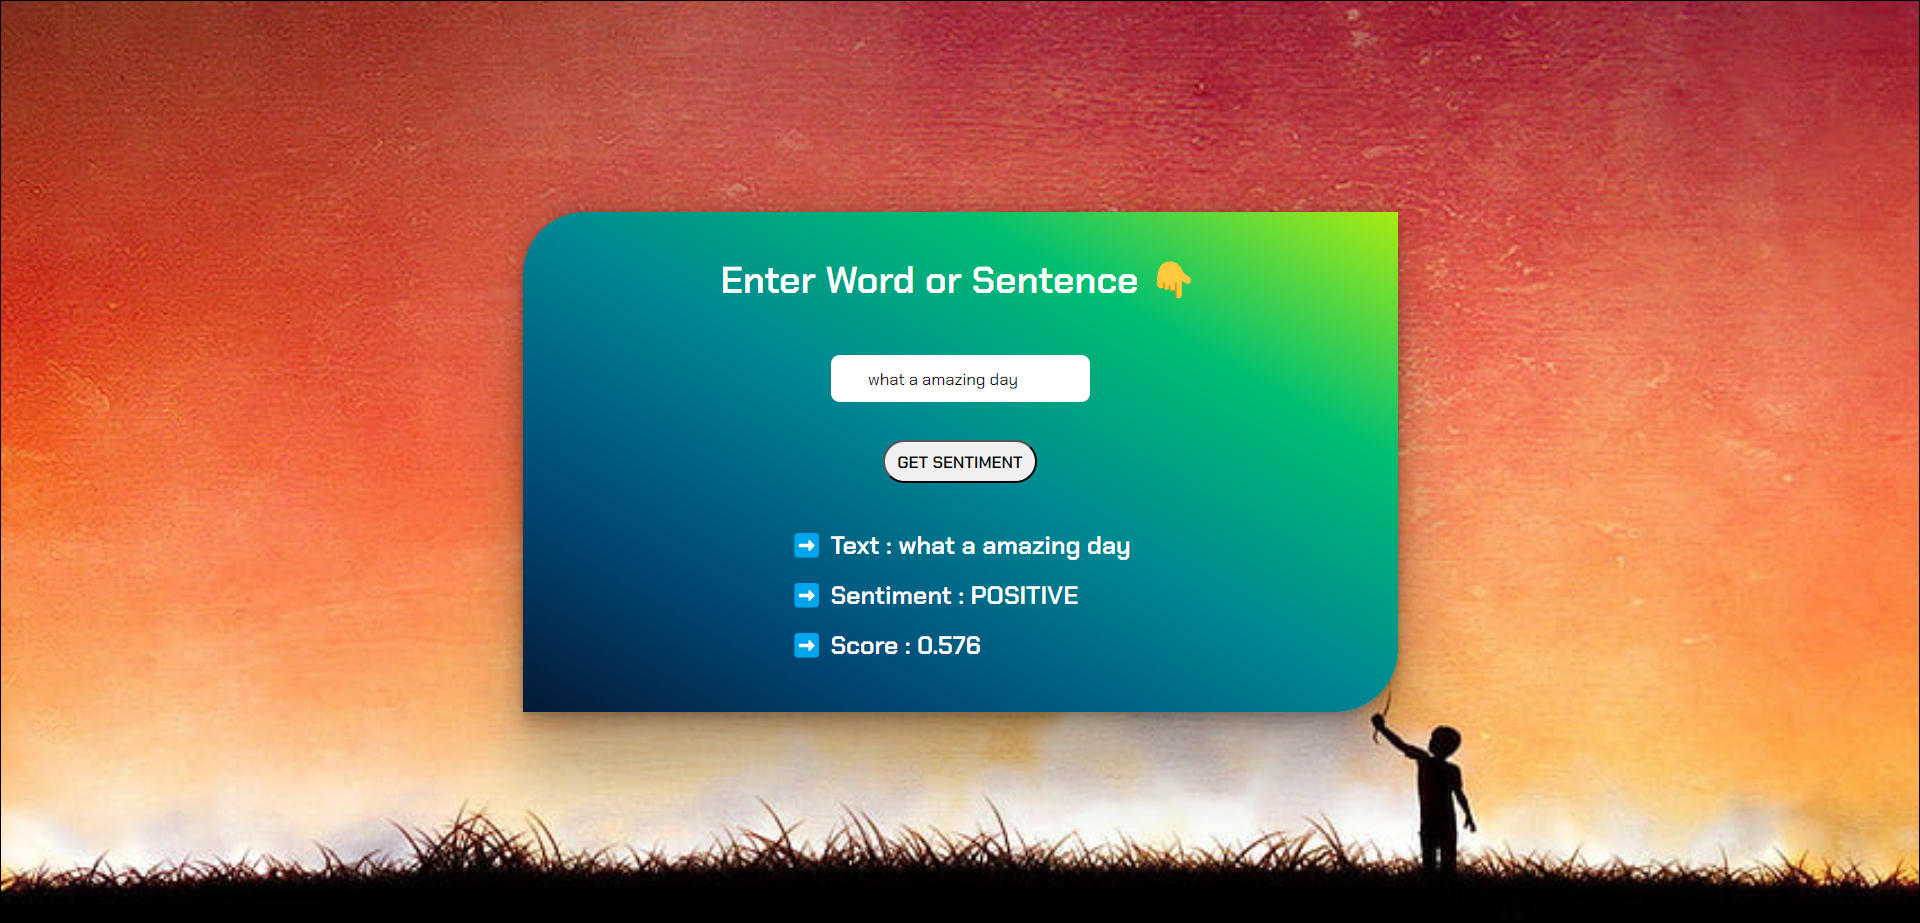 Enter Word or Sentence 👇
what a amazing day
GET SENTIMENT
➡ Text : what a amazing day
➡ Sentiment : POSITIVE
➡ Score : 0.576